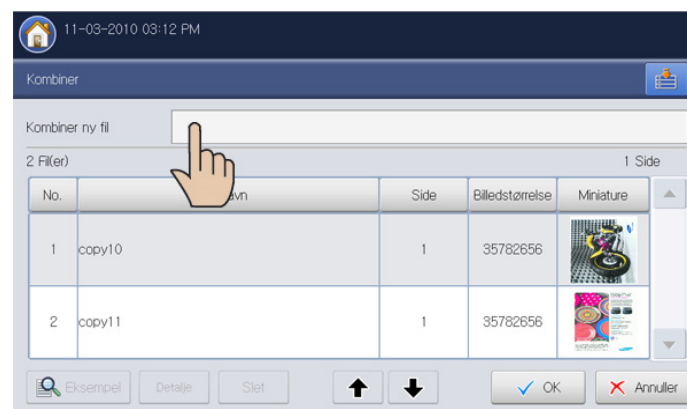 11-03-2010 03:12 PM
Kombiner
Kombiner ny fil
2 Fil(er) 1 Side
No. Side Billedstørrelse Miniature
1 copy10 1 35782656
2 copy11 1 35782656
Eksempel Detalje Slet OK Annuller